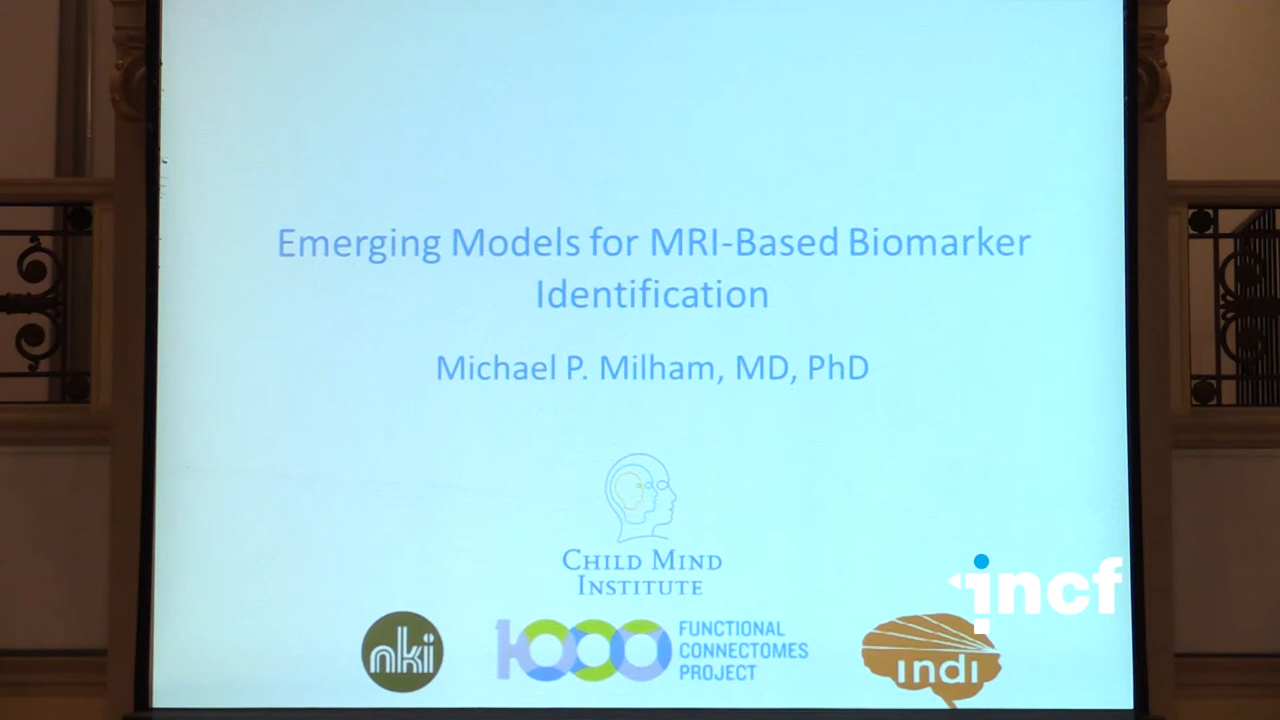 Emerging Models for MRI-Based Biomarker
Identification
Michael P. Milham, MD, PhD
CHILD MIND
INSTITUTE
nki
1000
FUNCTIONAL
CONNECTOMES
PROJECT
indi
incf